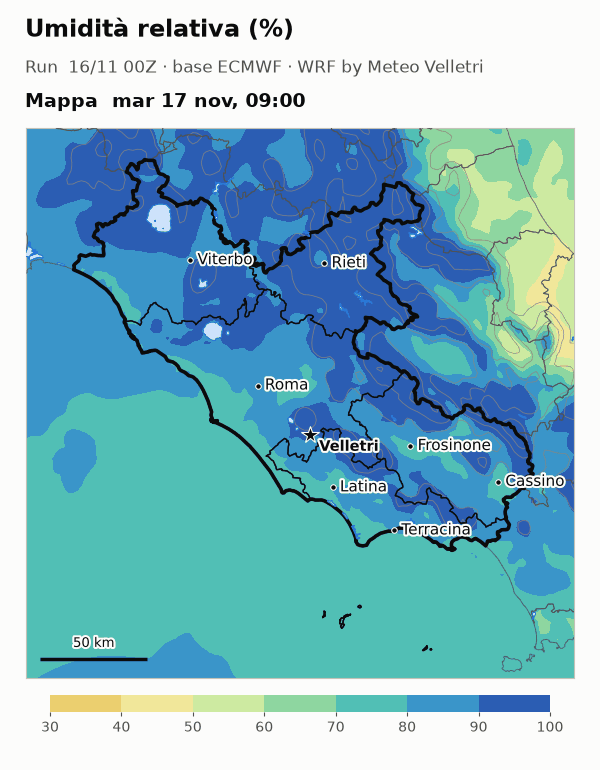 Umidità relativa (%)
Run  16/11 00Z · base ECMWF · WRF by Meteo Velletri
Mappa  mar 17 nov, 09:00
Viterbo
Rieti
Roma
Velletri
Frosinone
Cassino
Latina
Terracina
50 km
30 40 50 60 70 80 90 100